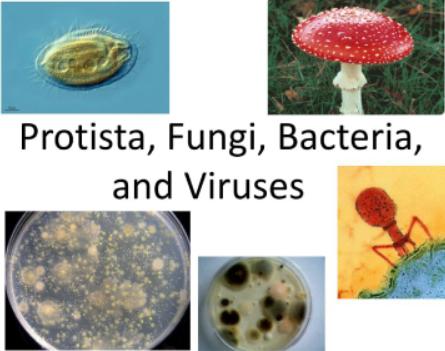 Protista, Fungi, Bacteria,
and Viruses